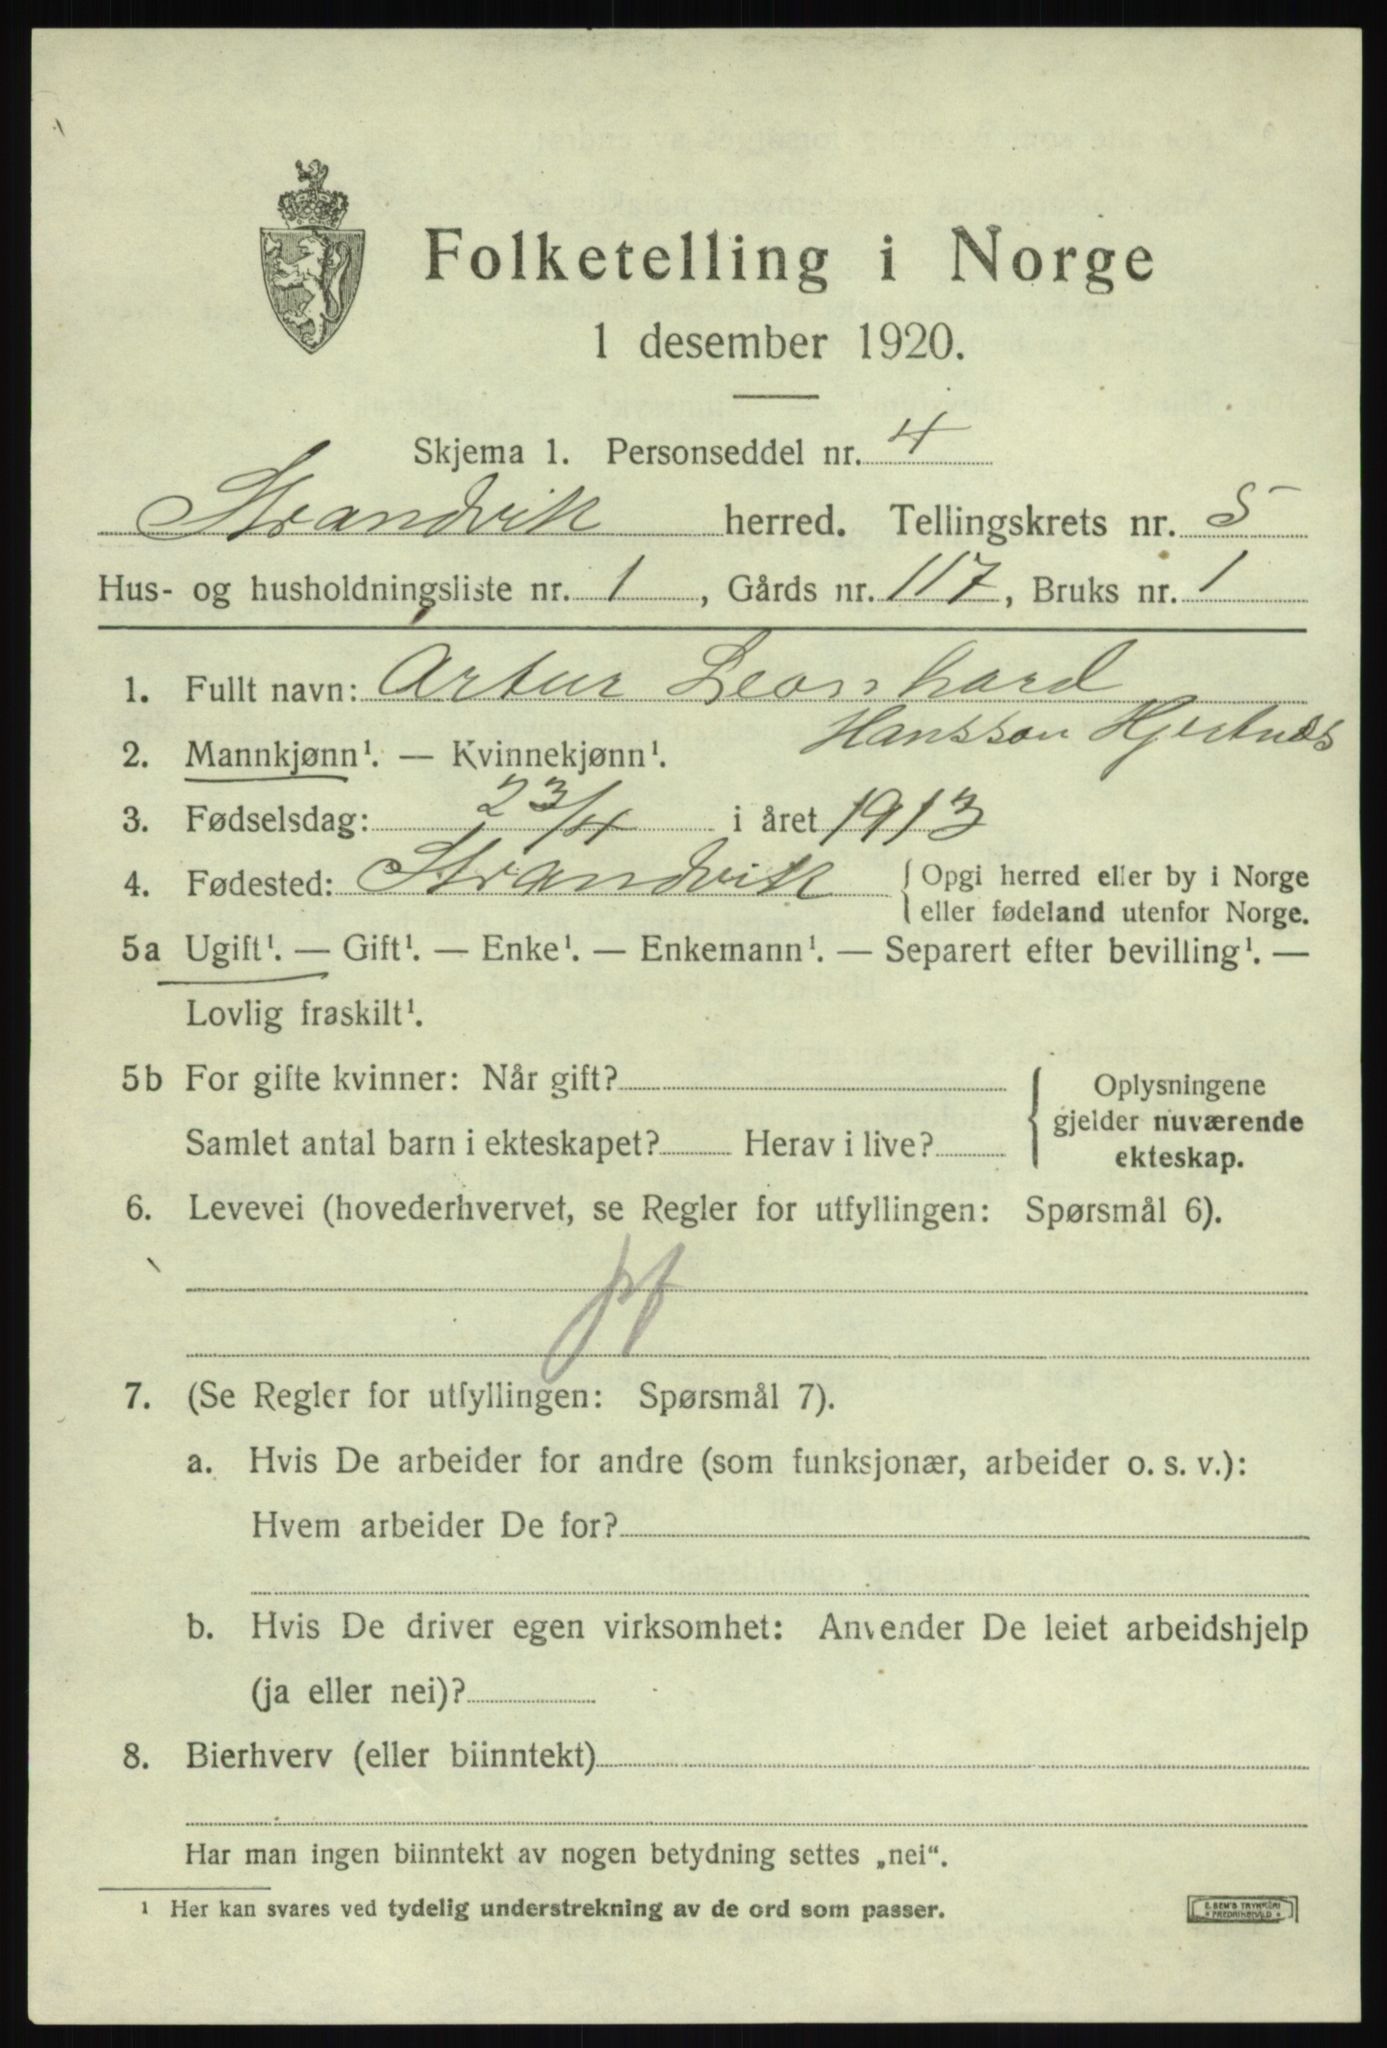 Folketelling i Norge
1 desember 1920.
Skjema 1. Personseddel nr. 4
Strandvik herred. Tellingskrets nr. 5
Hus- og husholdningsliste nr. 1, Gårds nr. 117, Bruks nr. 1
1. Fullt navn: Artur Leonhard
Hansson Hjertnes
2. Mannkjønn¹. — Kvinnekjønn¹.
3. Fødselsdag: 23/4 i året 1913
4. Fødested: Strandvik { Opgi herred eller by i Norge
eller fødeland utenfor Norge.
5a Ugift¹. — Gift¹. — Enke¹. — Enkemann¹. — Separert efter bevilling¹. —
Lovlig fraskilt¹.
5b For gifte kvinner: Når gift?
Samlet antal barn i ekteskapet? Herav i live?
Oplysningene
gjelder nuværende
ekteskap.
6. Levevei (hovederhvervet, se Regler for utfyllingen: Spørsmål 6).
7. (Se Regler for utfyllingen: Spørsmål 7).
a. Hvis De arbeider for andre (som funksjonær, arbeider o. s. v.):
Hvem arbeider De for?
b. Hvis De driver egen virksomhet: Anvender De leiet arbeidshjelp
(ja eller nei)?
8. Bierhverv (eller biinntekt)
Har man ingen biinntekt av nogen betydning settes „nei“.
¹ Her kan svares ved tydelig understrekning av de ord som passer.